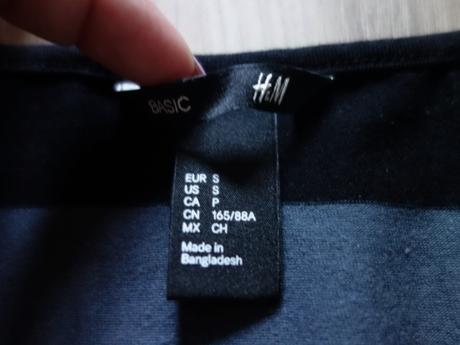 BASIC H&M
EUR S
US S
CA P
CN 165/88A
MX CH
Made in
Bangladesh